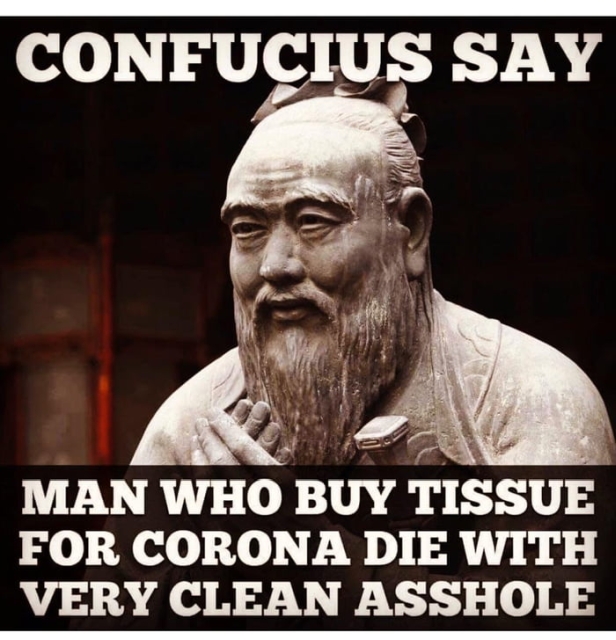 CONFUCIUS SAY
MAN WHO BUY TISSUE
FOR CORONA DIE WITH
VERY CLEAN ASSHOLE